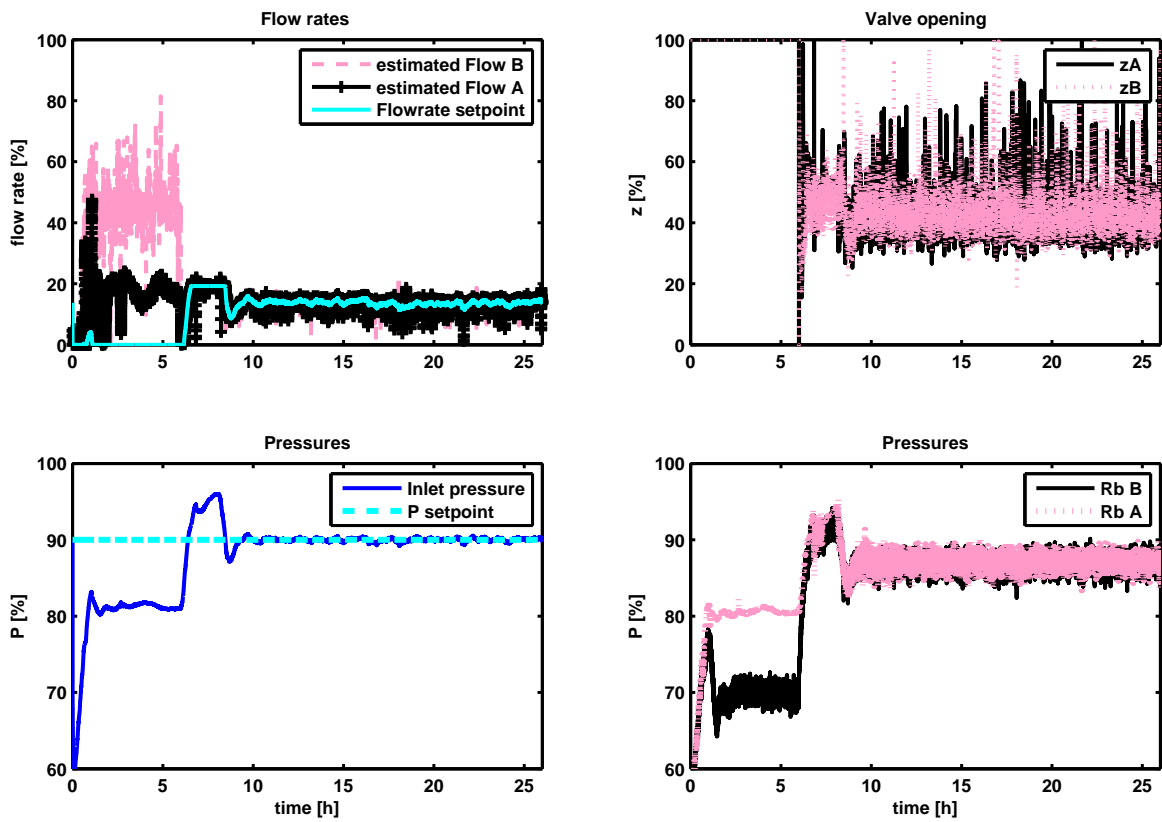 Flow rates
100
80
60
40
20
0
flow rate [%]
estimated Flow B
estimated Flow A
Flowrate setpoint
0 5 10 15 20 25
Valve opening
100
80
60
40
20
0
z [%]
zA
zB
0 5 10 15 20 25
Pressures
100
90
80
70
60
P [%]
Inlet pressure
P setpoint
0 5 10 15 20 25
time [h]
Pressures
100
90
80
70
60
P [%]
Rb B
Rb A
0 5 10 15 20 25
time [h]